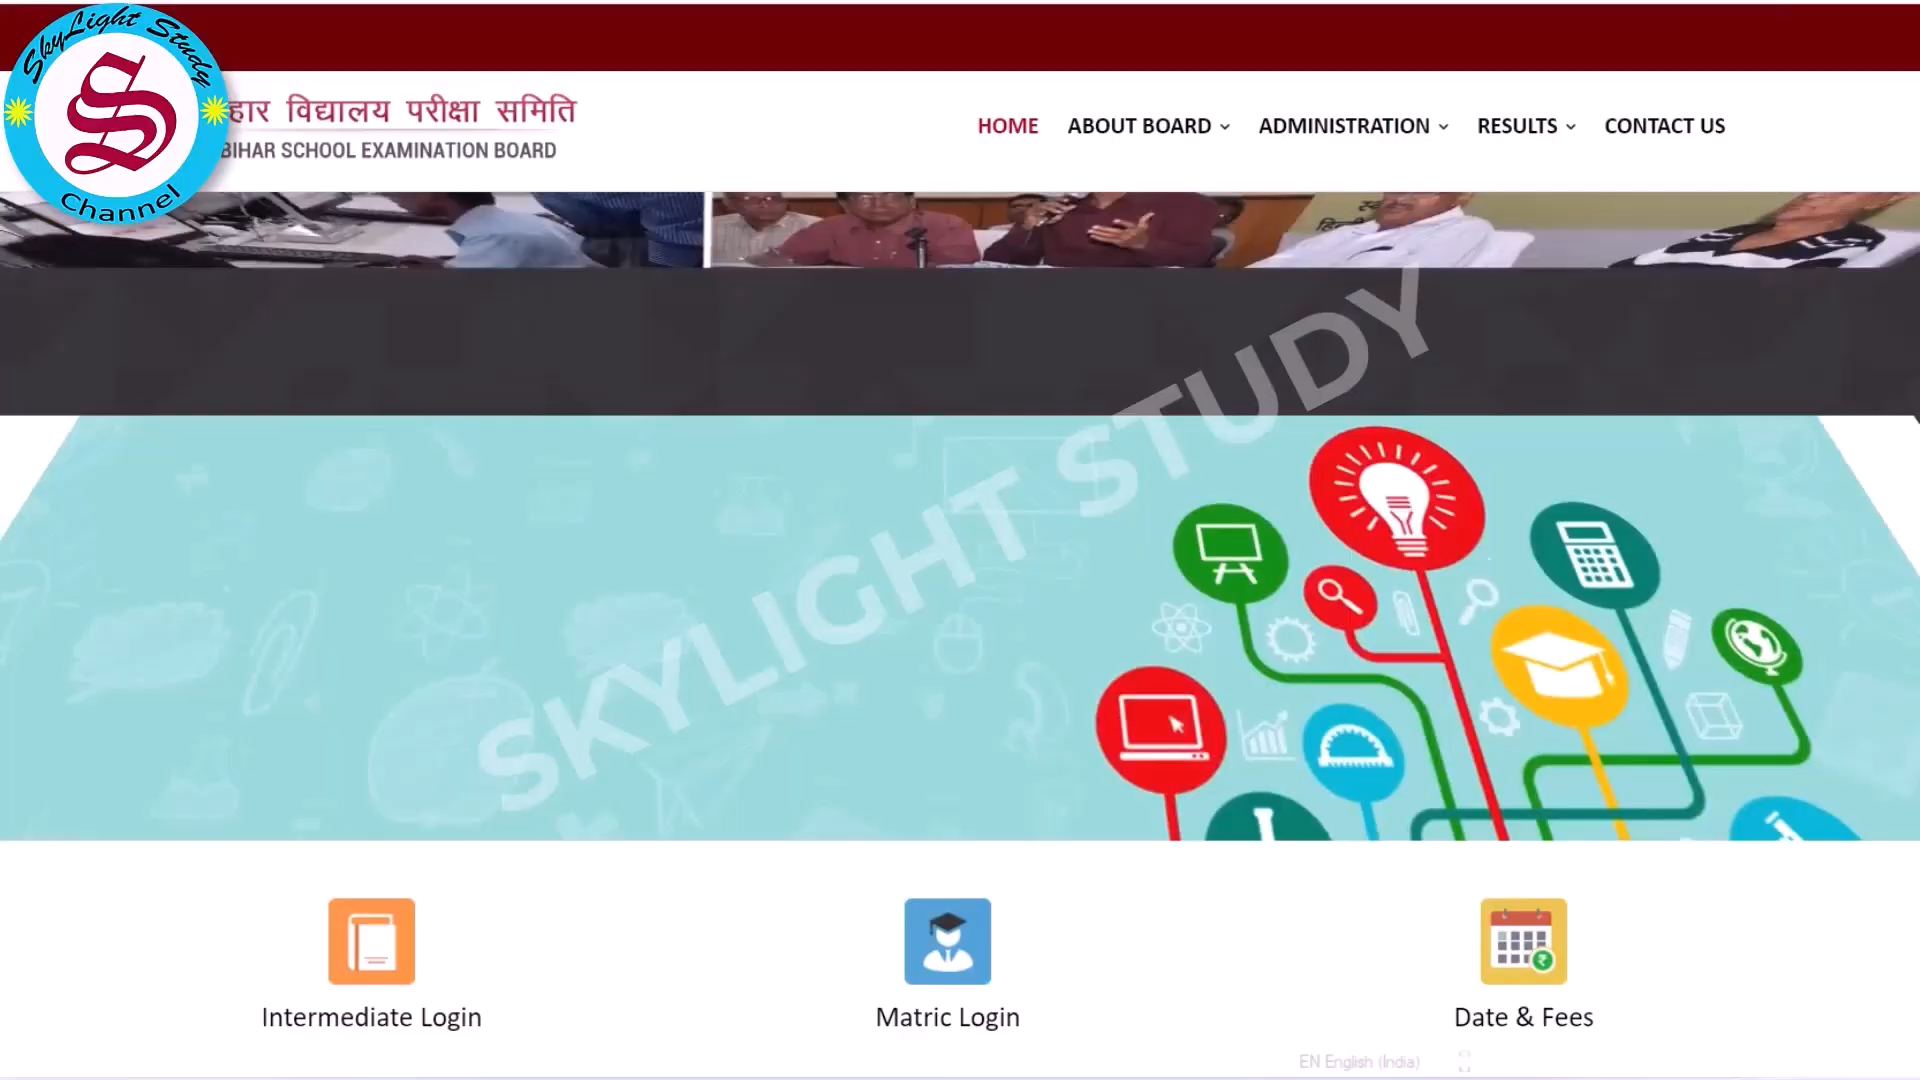 SkyLight Study
S
Channel
हार विद्यालय परीक्षा समिति
BIHAR SCHOOL EXAMINATION BOARD
HOME ABOUT BOARD ADMINISTRATION RESULTS CONTACT US
SKYLIGHT STUDY
Intermediate Login
Matric Login
Date & Fees
EN English (India)